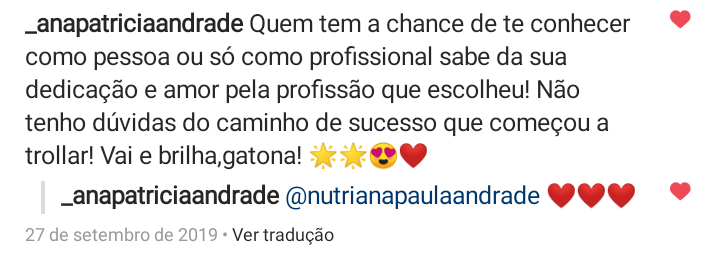 _anapatriciaandrade Quem tem a chance de te conhecer
como pessoa ou só como profissional sabe da sua
dedicação e amor pela profissão que escolheu! Não
tenho dúvidas do caminho de sucesso que começou a
trollar! Vai e brilha,gatona! 🌟🌟😍❤️
_anapatriciaandrade @nutrianapaulaandrade ❤️❤️❤️
27 de setembro de 2019 • Ver tradução